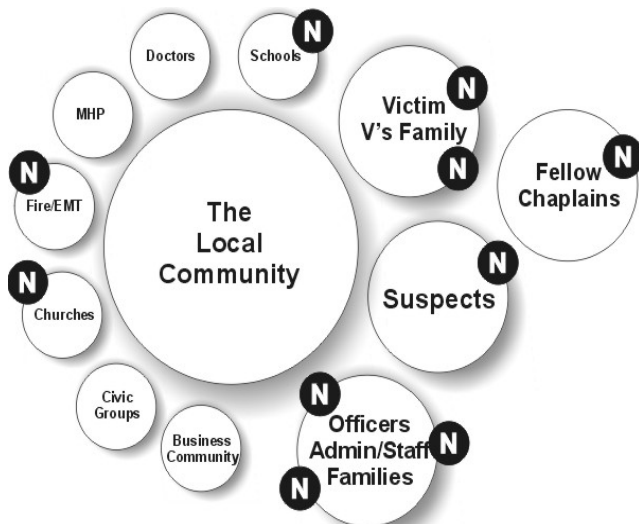 Doctors
Schools
N
MHP
Victim
V's Family
N
N
Fellow
Chaplains
N
Fire/EMT
N
The
Local
Community
Suspects
N
Churches
N
Civic
Groups
Business
Community
Officers
Admin/Staff
Families
N
N
N